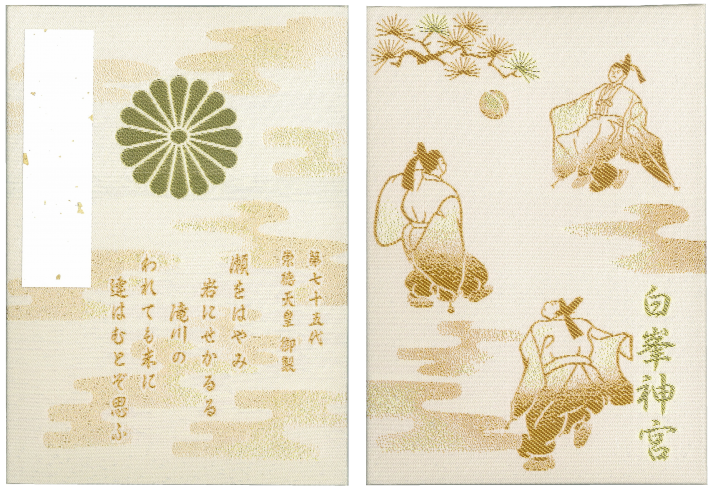 第七十五代
崇徳天皇 御製
瀬をはやみ
岩にせかるる
滝川の
われても末に
逢はむとぞ思ふ
白峯神宮